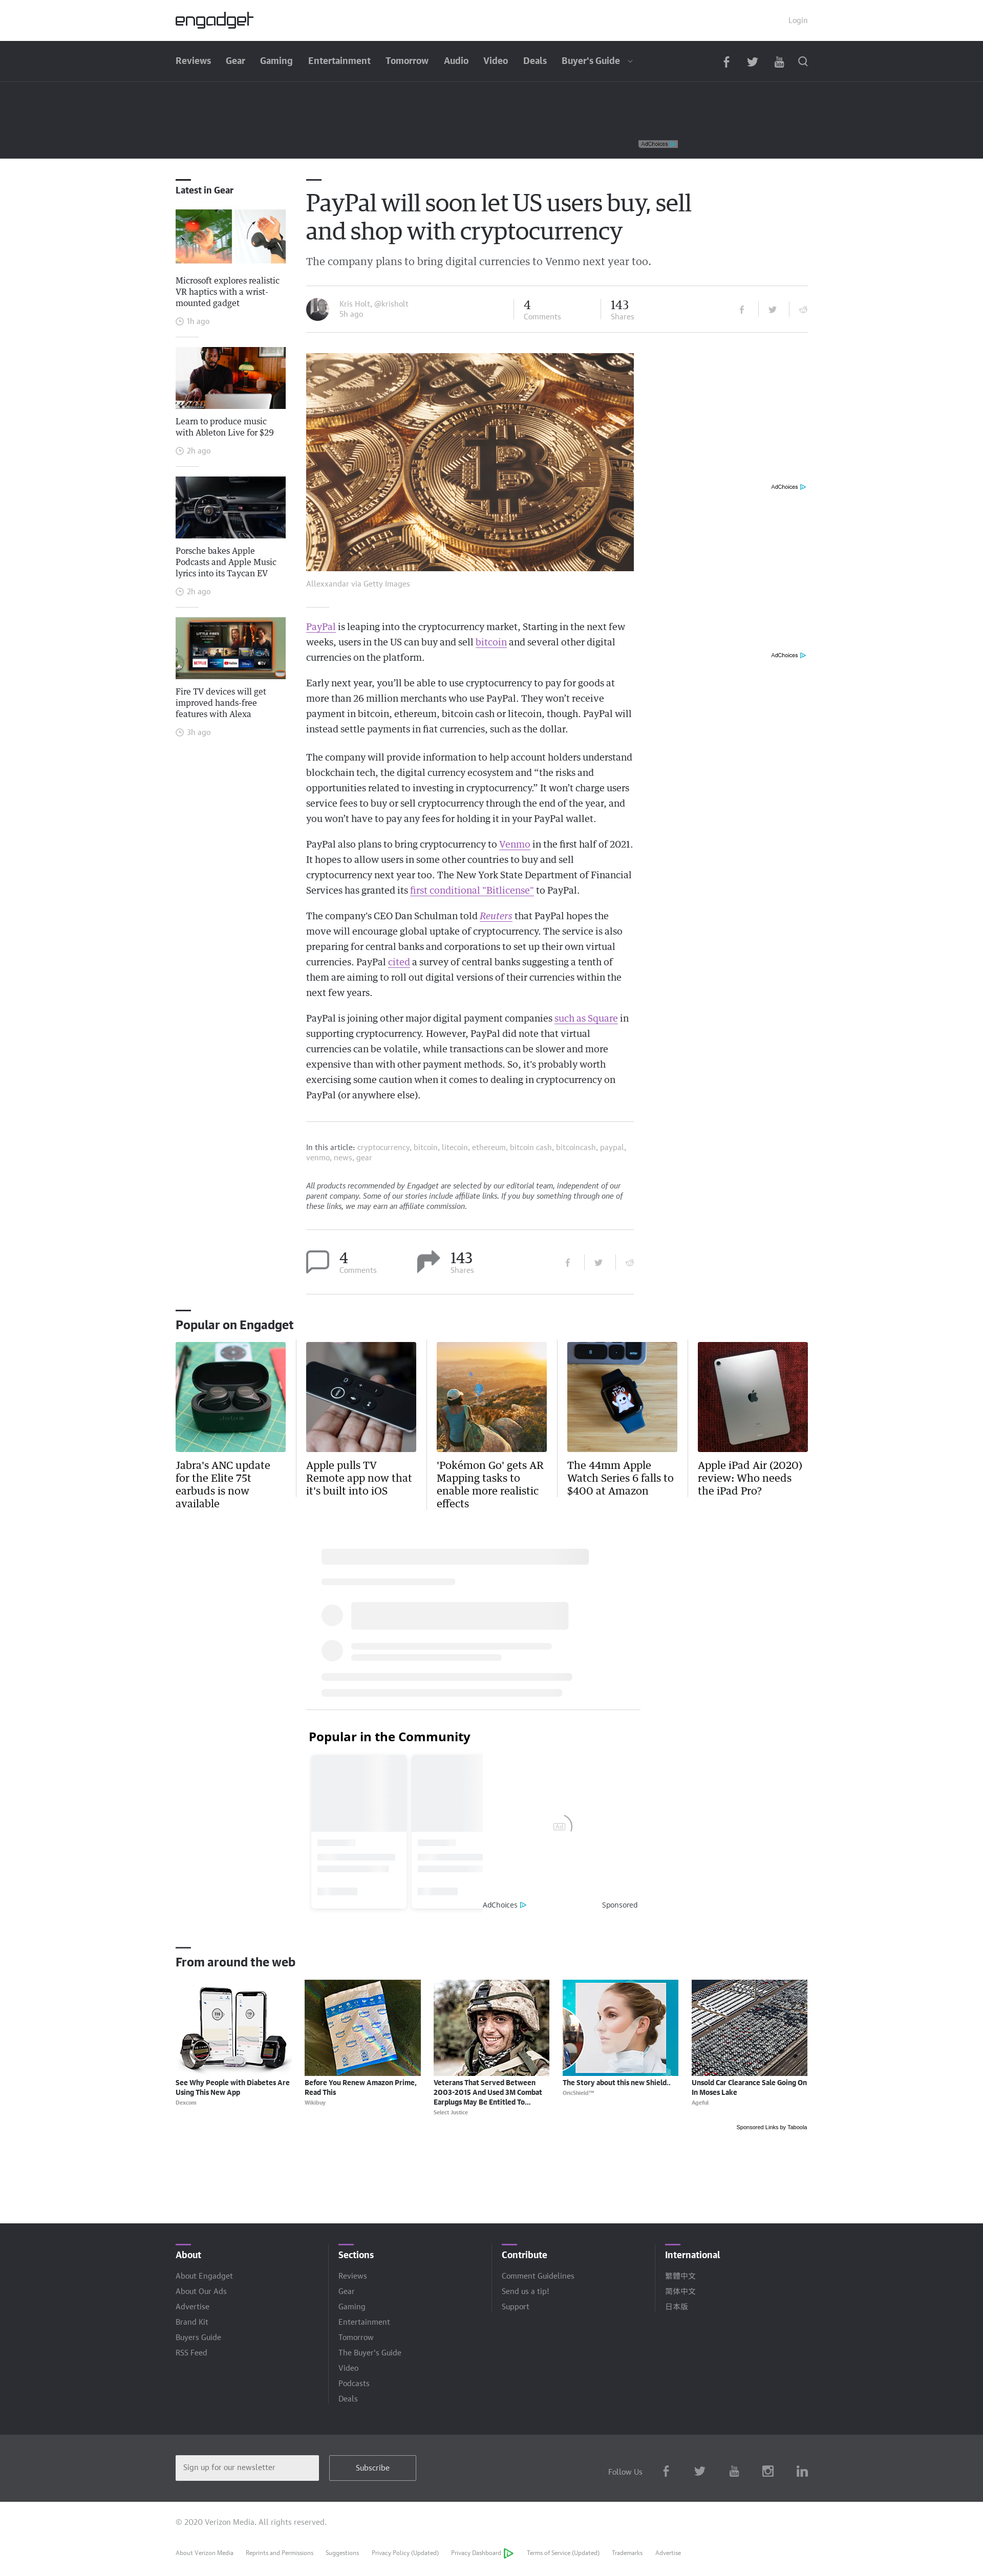 engadget
Login
Reviews Gear Gaming Entertainment Tomorrow Audio Video Deals Buyer's Guide
AdChoices
Latest in Gear
Microsoft explores realistic
VR haptics with a wrist-
mounted gadget
1h ago
Learn to produce music
with Ableton Live for $29
2h ago
Porsche bakes Apple
Podcasts and Apple Music
lyrics into its Taycan EV
2h ago
Fire TV devices will get
improved hands-free
features with Alexa
3h ago
PayPal will soon let US users buy, sell
and shop with cryptocurrency
The company plans to bring digital currencies to Venmo next year too.
Kris Holt, @krisholt
5h ago
4
Comments
143
Shares
Allexxandar via Getty Images
AdChoices
AdChoices
PayPal is leaping into the cryptocurrency market, Starting in the next few
weeks, users in the US can buy and sell bitcoin and several other digital
currencies on the platform.
Early next year, you’ll be able to use cryptocurrency to pay for goods at
more than 26 million merchants who use PayPal. They won’t receive
payment in bitcoin, ethereum, bitcoin cash or litecoin, though. PayPal will
instead settle payments in fiat currencies, such as the dollar.
The company will provide information to help account holders understand
blockchain tech, the digital currency ecosystem and “the risks and
opportunities related to investing in cryptocurrency.” It won’t charge users
service fees to buy or sell cryptocurrency through the end of the year, and
you won’t have to pay any fees for holding it in your PayPal wallet.
PayPal also plans to bring cryptocurrency to Venmo in the first half of 2021.
It hopes to allow users in some other countries to buy and sell
cryptocurrency next year too. The New York State Department of Financial
Services has granted its first conditional "Bitlicense" to PayPal.
The company's CEO Dan Schulman told Reuters that PayPal hopes the
move will encourage global uptake of cryptocurrency. The service is also
preparing for central banks and corporations to set up their own virtual
currencies. PayPal cited a survey of central banks suggesting a tenth of
them are aiming to roll out digital versions of their currencies within the
next few years.
PayPal is joining other major digital payment companies such as Square in
supporting cryptocurrency. However, PayPal did note that virtual
currencies can be volatile, while transactions can be slower and more
expensive than with other payment methods. So, it's probably worth
exercising some caution when it comes to dealing in cryptocurrency on
PayPal (or anywhere else).
In this article: cryptocurrency, bitcoin, litecoin, ethereum, bitcoin cash, bitcoincash, paypal,
venmo, news, gear
All products recommended by Engadget are selected by our editorial team, independent of our
parent company. Some of our stories include affiliate links. If you buy something through one of
these links, we may earn an affiliate commission.
4
Comments
143
Shares
Popular on Engadget
Jabra's ANC update
for the Elite 75t
earbuds is now
available
Apple pulls TV
Remote app now that
it's built into iOS
'Pokémon Go' gets AR
Mapping tasks to
enable more realistic
effects
The 44mm Apple
Watch Series 6 falls to
$400 at Amazon
Apple iPad Air (2020)
review: Who needs
the iPad Pro?
Popular in the Community
Ad
AdChoices
Sponsored
From around the web
See Why People with Diabetes Are
Using This New App
Dexcom
Before You Renew Amazon Prime,
Read This
Wikibuy
Veterans That Served Between
2003-2015 And Used 3M Combat
Earplugs May Be Entitled To...
Select Justice
The Story about this new Shield..
OricShield™
Unsold Car Clearance Sale Going On
In Moses Lake
Ageful
Sponsored Links by Taboola
About
About Engadget
About Our Ads
Advertise
Brand Kit
Buyers Guide
RSS Feed
Sections
Reviews
Gear
Gaming
Entertainment
Tomorrow
The Buyer's Guide
Video
Podcasts
Deals
Contribute
Comment Guidelines
Send us a tip!
Support
International
繁體中文
简体中文
日本版
Sign up for our newsletter
Subscribe
Follow Us
© 2020 Verizon Media. All rights reserved.
About Verizon Media Reprints and Permissions Suggestions Privacy Policy (Updated) Privacy Dashboard Terms of Service (Updated) Trademarks Advertise